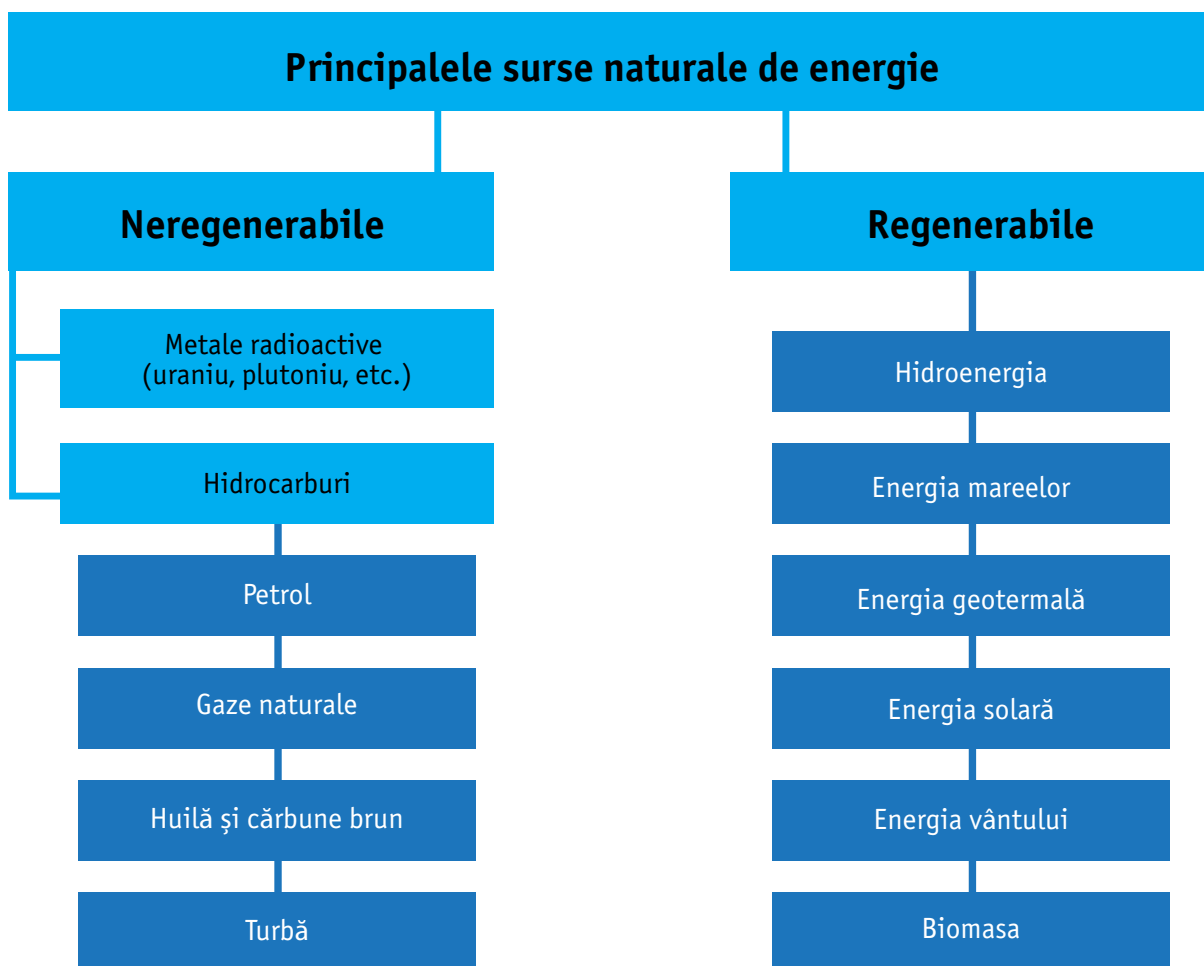 Principalele surse naturale de energie
Neregenerabile
Metale radioactive
(uraniu, plutoniu, etc.)
Hidrocarburi
Petrol
Gaze naturale
Huilă și cărbune brun
Turbă
Regenerabile
Hidroenergia
Energia mareelor
Energia geotermală
Energia solară
Energia vântului
Biomasa